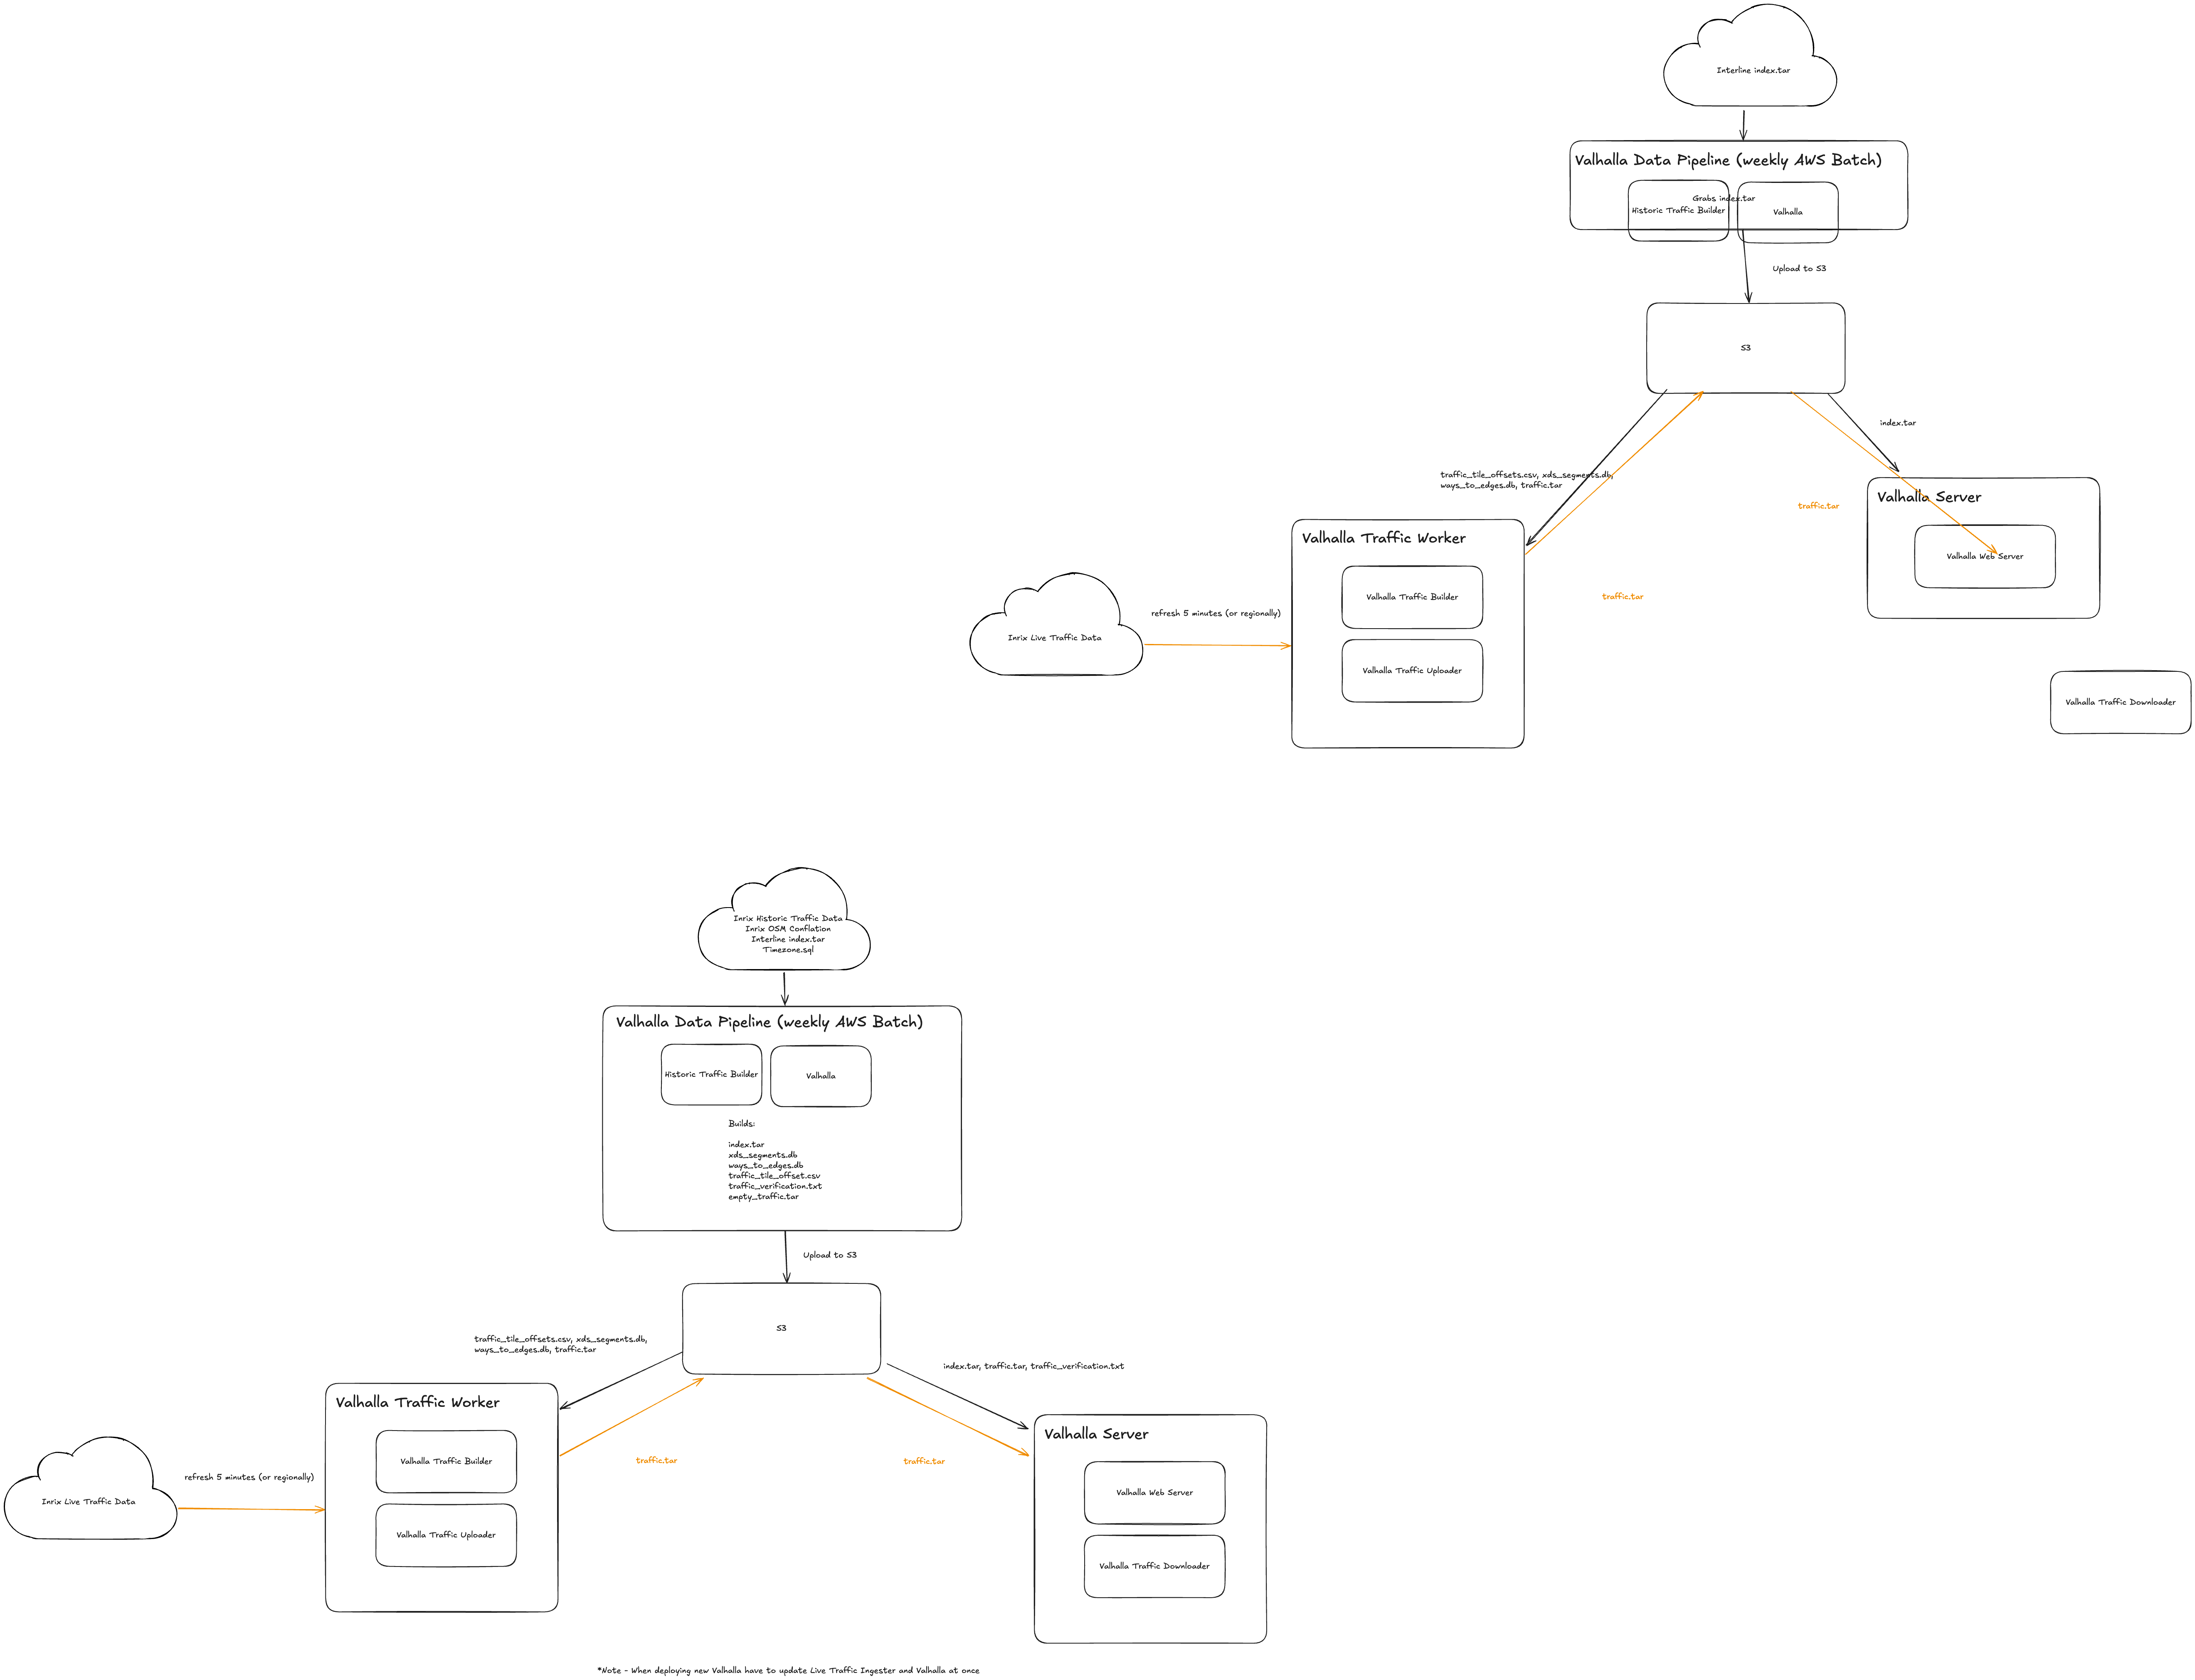 Interline index.tar
Valhalla Data Pipeline (weekly AWS Batch)
Grabs index.tar
Historic Traffic Builder
Valhalla
Upload to S3
S3
index.tar
traffic_tile_offsets.csv, xds_segments.db,
ways_to_edges.db, traffic.tar
Valhalla Server
traffic.tar
Valhalla Web Server
Valhalla Traffic Worker
Valhalla Traffic Builder
traffic.tar
refresh 5 minutes (or regionally)
Inrix Live Traffic Data
Valhalla Traffic Uploader
Valhalla Traffic Downloader
Inrix Historic Traffic Data
Inrix OSM Conflation
Interline index.tar
Timezone.sql
Valhalla Data Pipeline (weekly AWS Batch)
Historic Traffic Builder
Valhalla
Builds:
index.tar
xds_segments.db
ways_to_edges.db
traffic_tile_offset.csv
traffic_verification.txt
empty_traffic.tar
Upload to S3
S3
traffic_tile_offsets.csv, xds_segments.db,
ways_to_edges.db, traffic.tar
index.tar, traffic.tar, traffic_verification.txt
Valhalla Traffic Worker
Valhalla Server
Valhalla Traffic Builder
traffic.tar
traffic.tar
refresh 5 minutes (or regionally)
Valhalla Web Server
Inrix Live Traffic Data
Valhalla Traffic Uploader
Valhalla Traffic Downloader
*Note - When deploying new Valhalla have to update Live Traffic Ingester and Valhalla at once